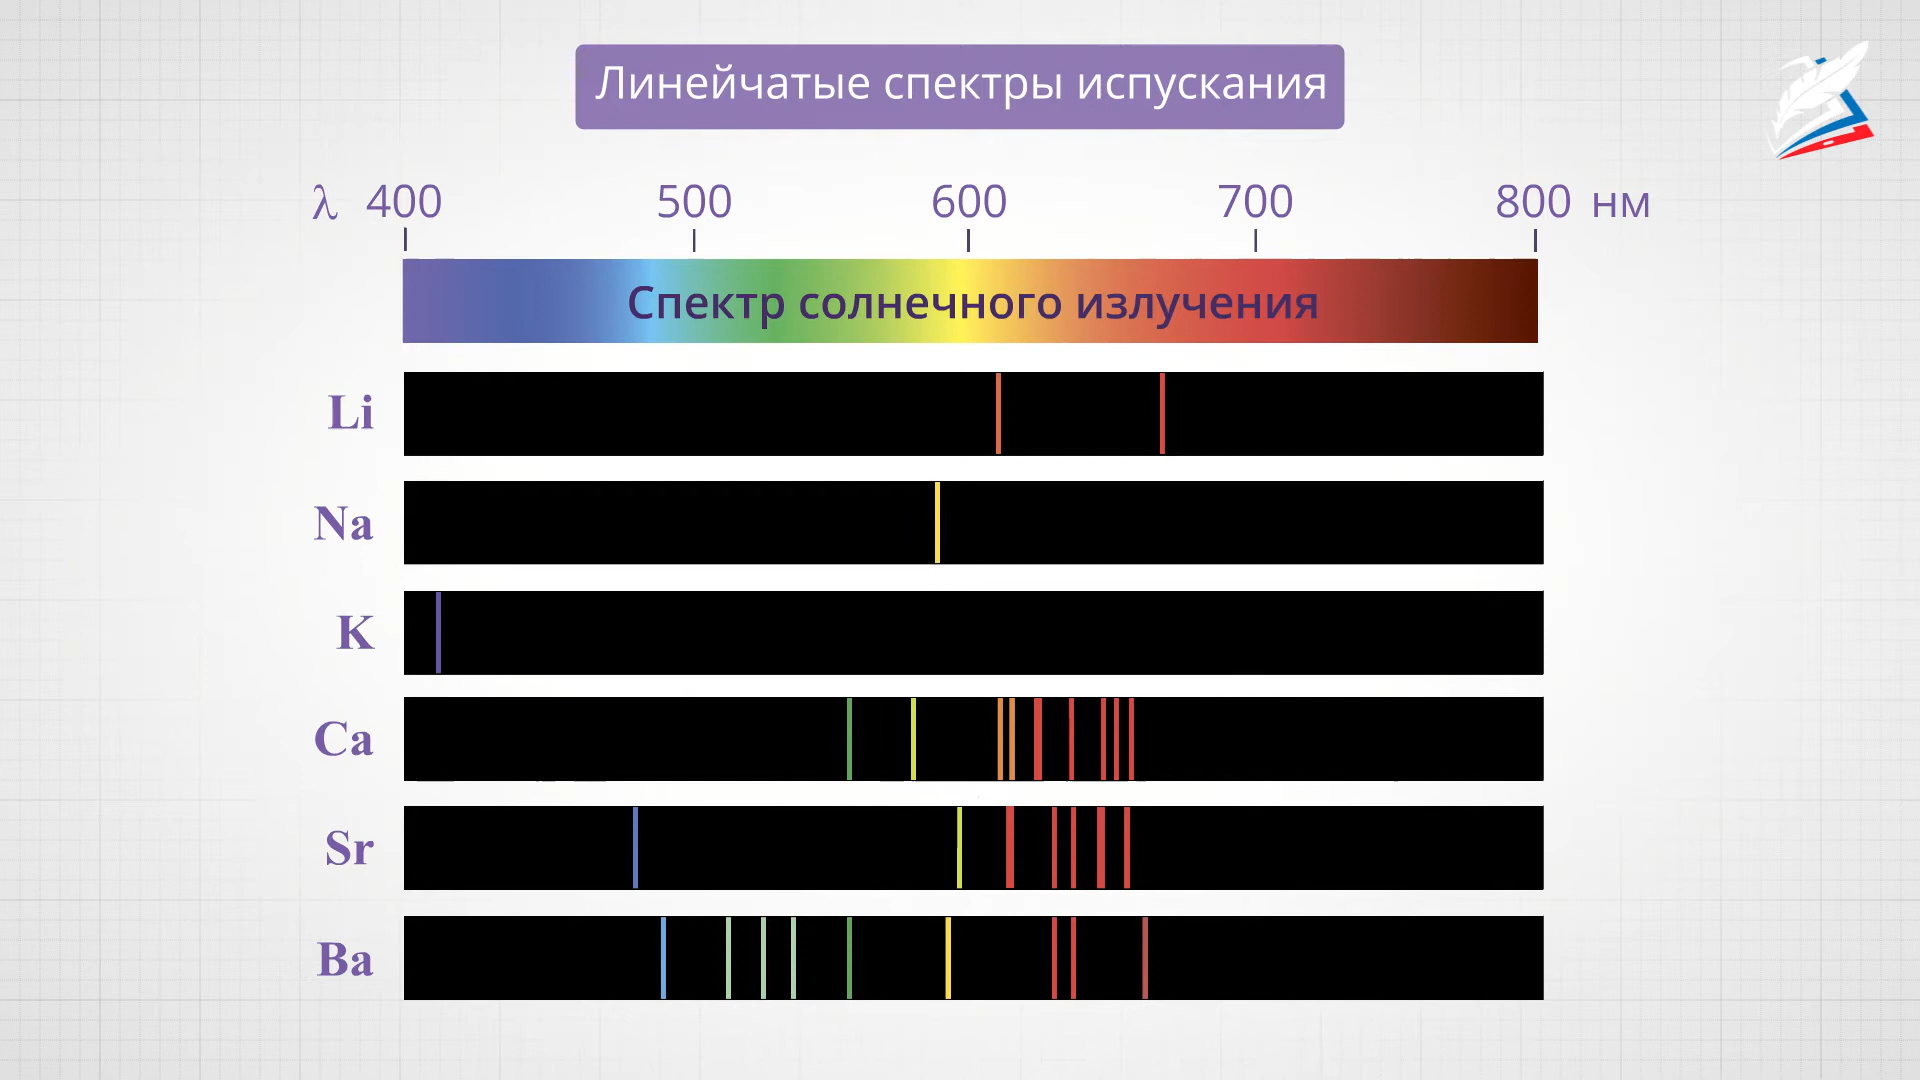 Линейчатые спектры испускания
λ 400 500 600 700 800 нм
Спектр солнечного излучения
Li
Na
K
Ca
Sr
Ba